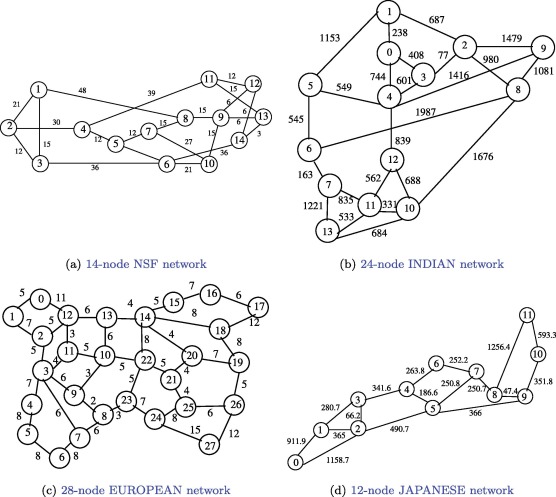 11 12 12
39
1 48 15
6
21 15 8 15 9 6 13
2 30 4 15 7 6 3
15 12 5 12 27 15 14
12 36
3 36 6 21 10
(a) 14-node NSF network
1
687
1153 238
2 1479 9
0 408 77 980
744 601 3 1416 1081
5 549 4 8
1987
545 839
6 12 1676
163 562 688
7 835
1221 11 331 10
533
13 684
(b) 24-node INDIAN network
7 16 6
5 0 11 5 15 17
1 7 12 6 13 4 14 12
5 2 3 6 8 4 18 8
11 5 10 5 22 20 7 19
3 4 5
7 6 3 5 21 4 5
4 9 2 23 8 25 6 26
5 6 8 3 7 24
8 7 6 15 12
8 6 8 27
(c) 28-node EUROPEAN network
11
1256.4 593.3
6 252.2 10
263.8 7
341.6 4 186.6 250.8 250.7 351.8
280.7 3 8 47.4 9
66.2 5 366
911.9 1 365 2 490.7
0 1158.7
(d) 12-node JAPANESE network